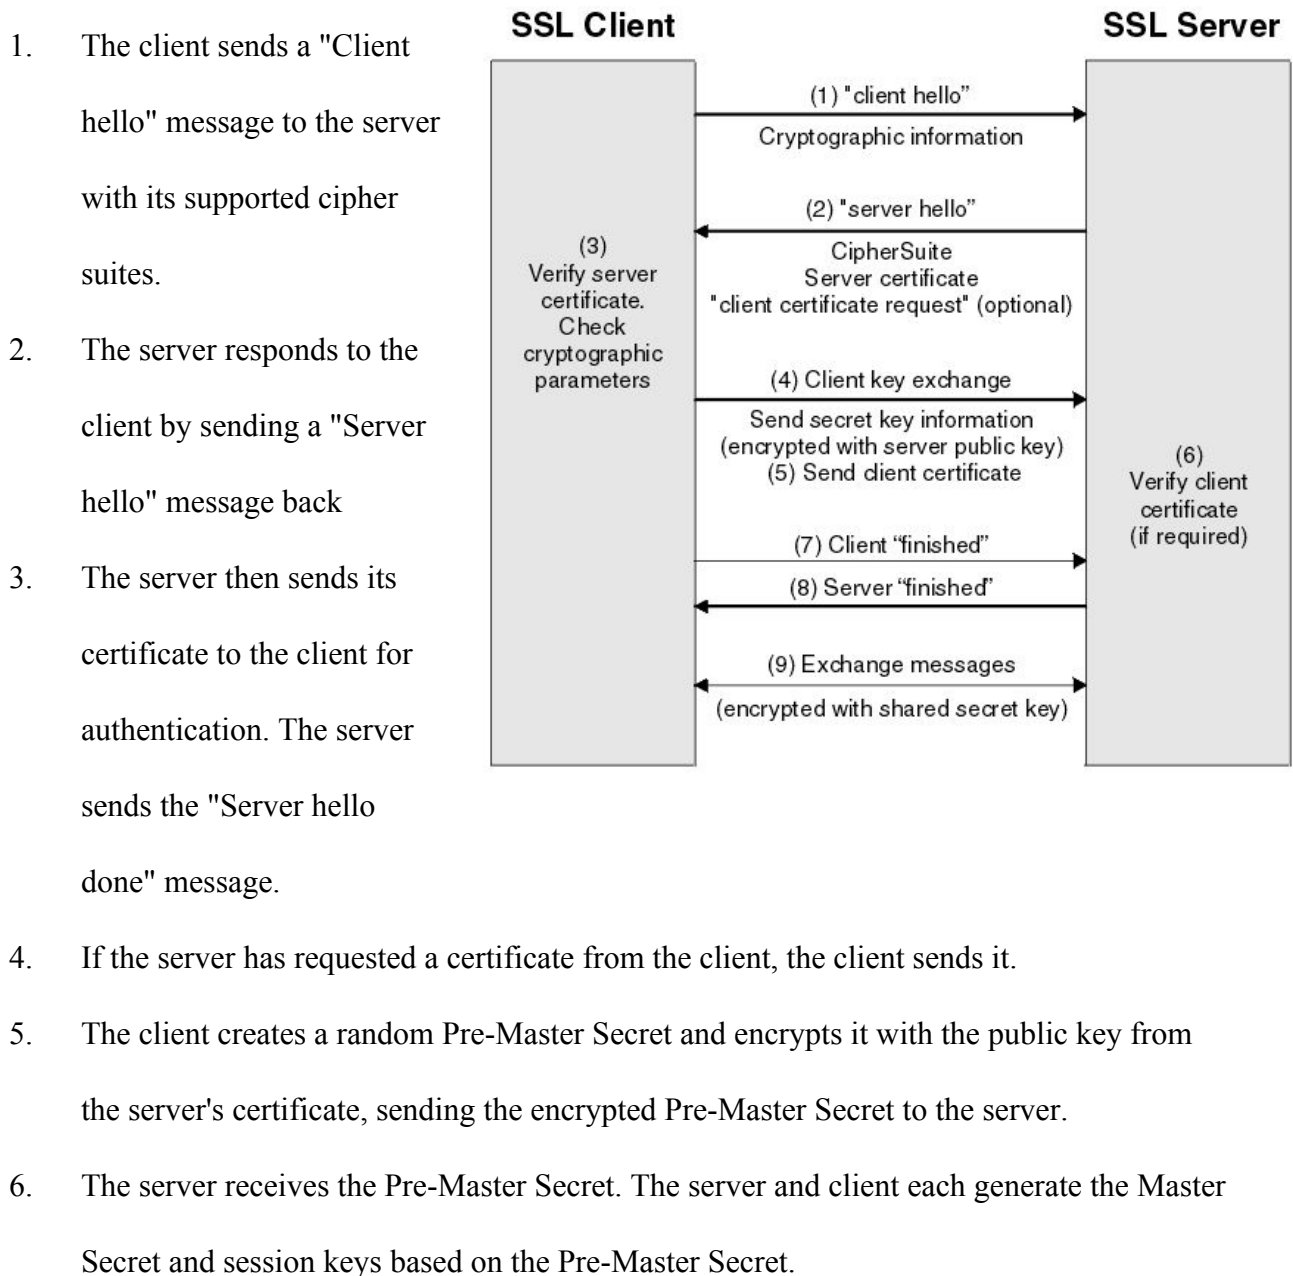 1. The client sends a "Client
hello" message to the server
with its supported cipher
suites.
2. The server responds to the
client by sending a "Server
hello" message back
3. The server then sends its
certificate to the client for
authentication. The server
sends the "Server hello
done" message.
SSL Client
SSL Server
(1) "client hello”
Cryptographic information
(2) "server hello”
CipherSuite
Server certificate
"client certificate request" (optional)
(3)
Verify server
certificate.
Check
cryptographic
parameters
(4) Client key exchange
Send secret key information
(encrypted with server public key)
(5) Send client certificate
(6)
Verify client
certificate
(if required)
(7) Client “finished”
(8) Server “finished”
(9) Exchange messages
(encrypted with shared secret key)
4. If the server has requested a certificate from the client, the client sends it.
5. The client creates a random Pre-Master Secret and encrypts it with the public key from
the server's certificate, sending the encrypted Pre-Master Secret to the server.
6. The server receives the Pre-Master Secret. The server and client each generate the Master
Secret and session keys based on the Pre-Master Secret.